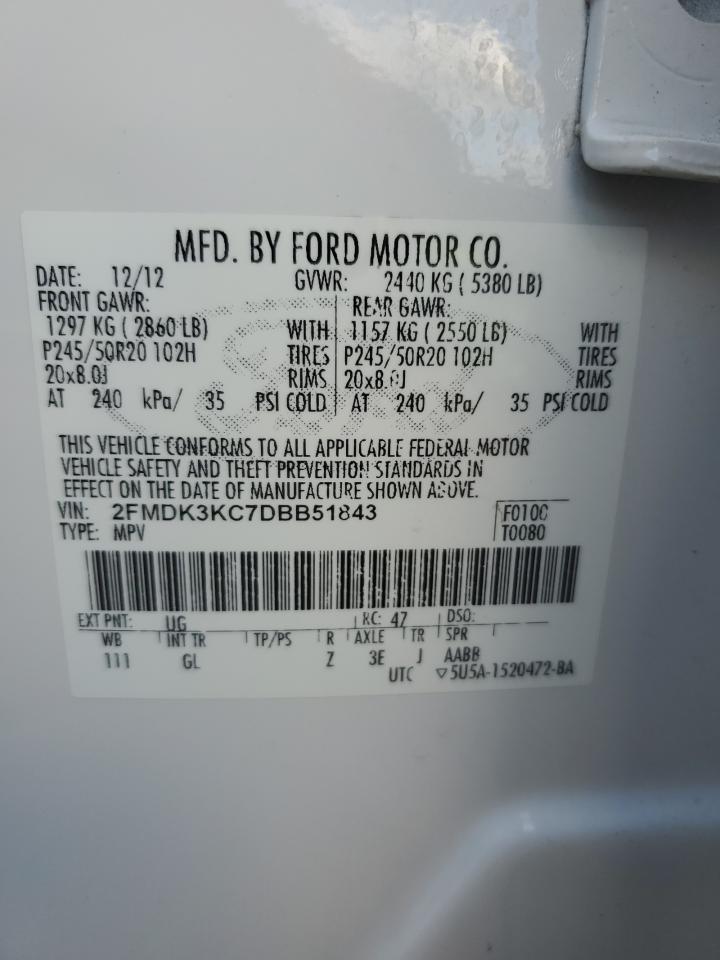 MFD. BY FORD MOTOR CO.
DATE: 12/12 GVWR: 2440 KG ( 5380 LB)
FRONT GAWR: REAR GAWR:
1297 KG ( 2860 LB) WITH 1157 KG ( 2550 LB) WITH
P245/50R20 102H TIRES P245/50R20 102H TIRES
20x8.0J RIMS 20x8.0J RIMS
AT 240 kPa/ 35 PSI COLD AT 240 kPa/ 35 PSI COLD
THIS VEHICLE CONFORMS TO ALL APPLICABLE FEDERAL MOTOR
VEHICLE SAFETY AND THEFT PREVENTION STANDARDS IN
EFFECT ON THE DATE OF MANUFACTURE SHOWN ABOVE.
VIN: 2FMDK3KC7DBB51843 F0100
TYPE: MPV T0080
EXT PNT: UG RC: 47 DSO:
WB INT TR TP/PS R AXLE TR SPR
111 GL Z 3E J AABB
UTC ▽5U5A-1520472-BA